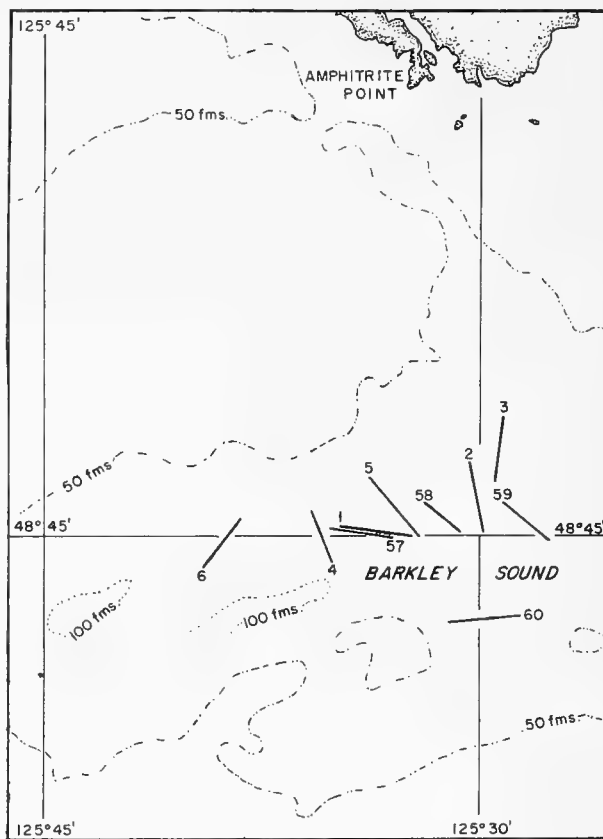 125° 45'
AMPHITRITE
POINT
50 fms.
3
2
5
58
59
50 fms.
1
48° 45'
57
48° 45'
6
4
BARKLEY SOUND
100 fms.
100 fms.
60
50 fms.
125° 45'
125° 30'